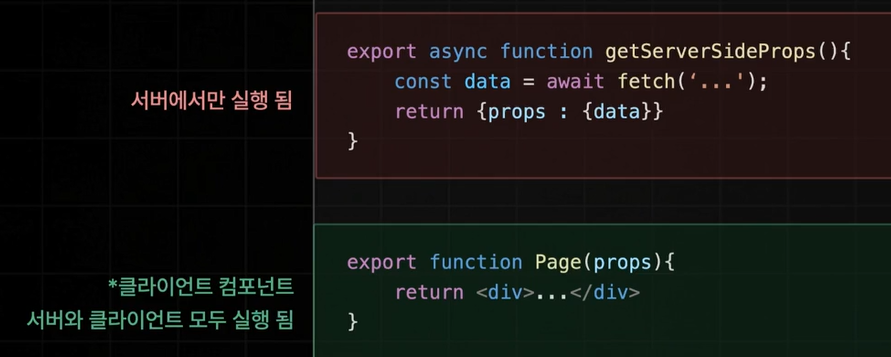 export async function getServerSideProps(){
const data = await fetch(‘...');
서버에서만 실행 됨
return {props : {data}}
}
export function Page(props){
*클라이언트 컴포넌트
return <div>...</div>
서버와 클라이언트 모두 실행 됨
}